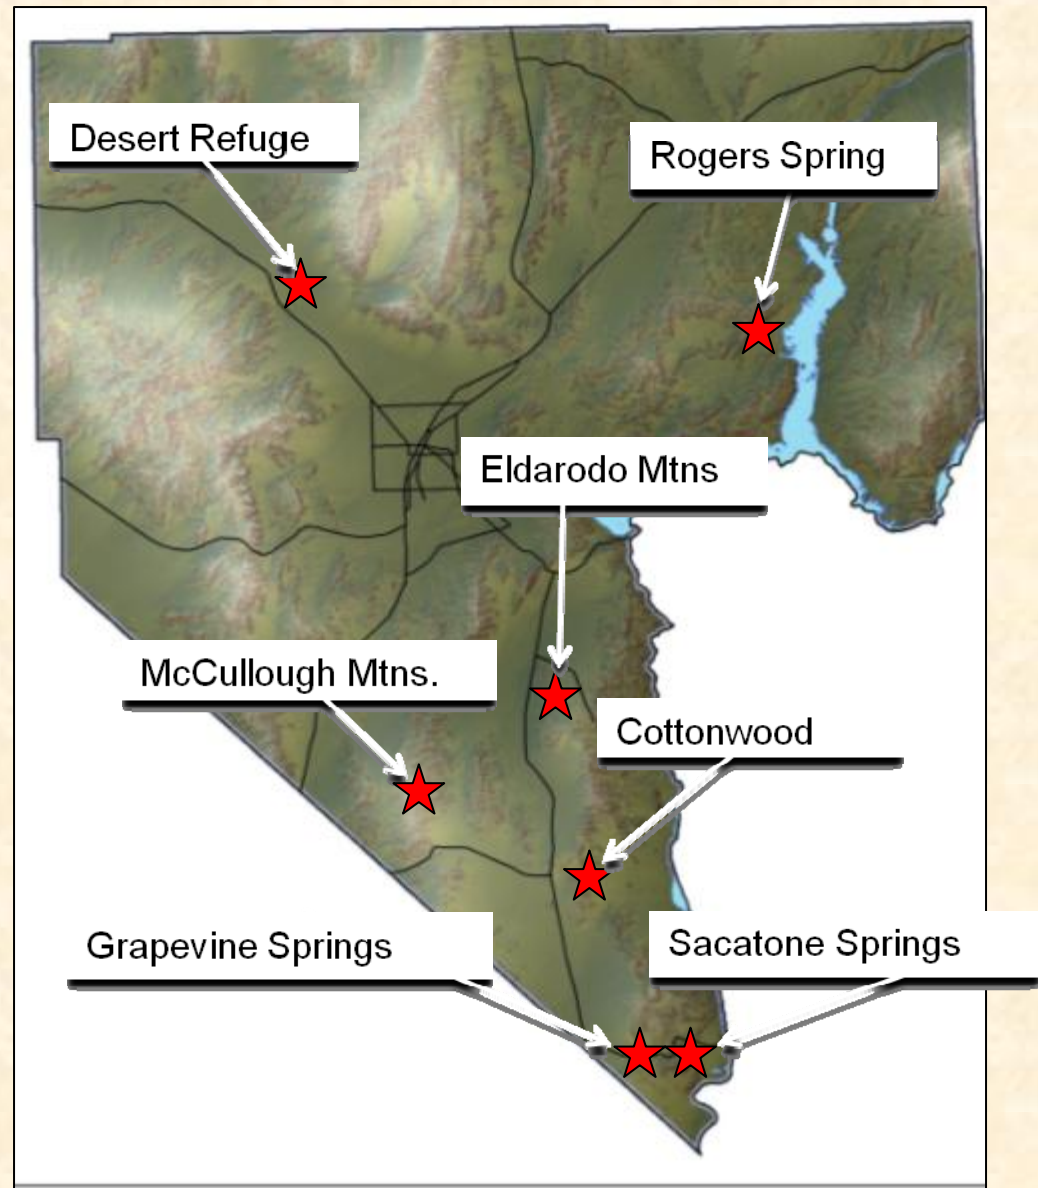 Desert Refuge
Rogers Spring
Eldarodo Mtns
McCullough Mtns.
Cottonwood
Grapevine Springs
Sacatone Springs